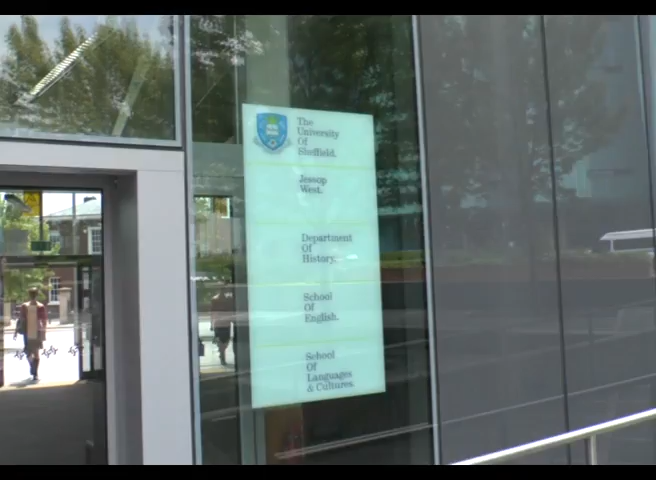 The
University
Of
Sheffield.
Jessop
West.
Department
Of
History.
School
Of
English.
School
Of
Languages
& Cultures.